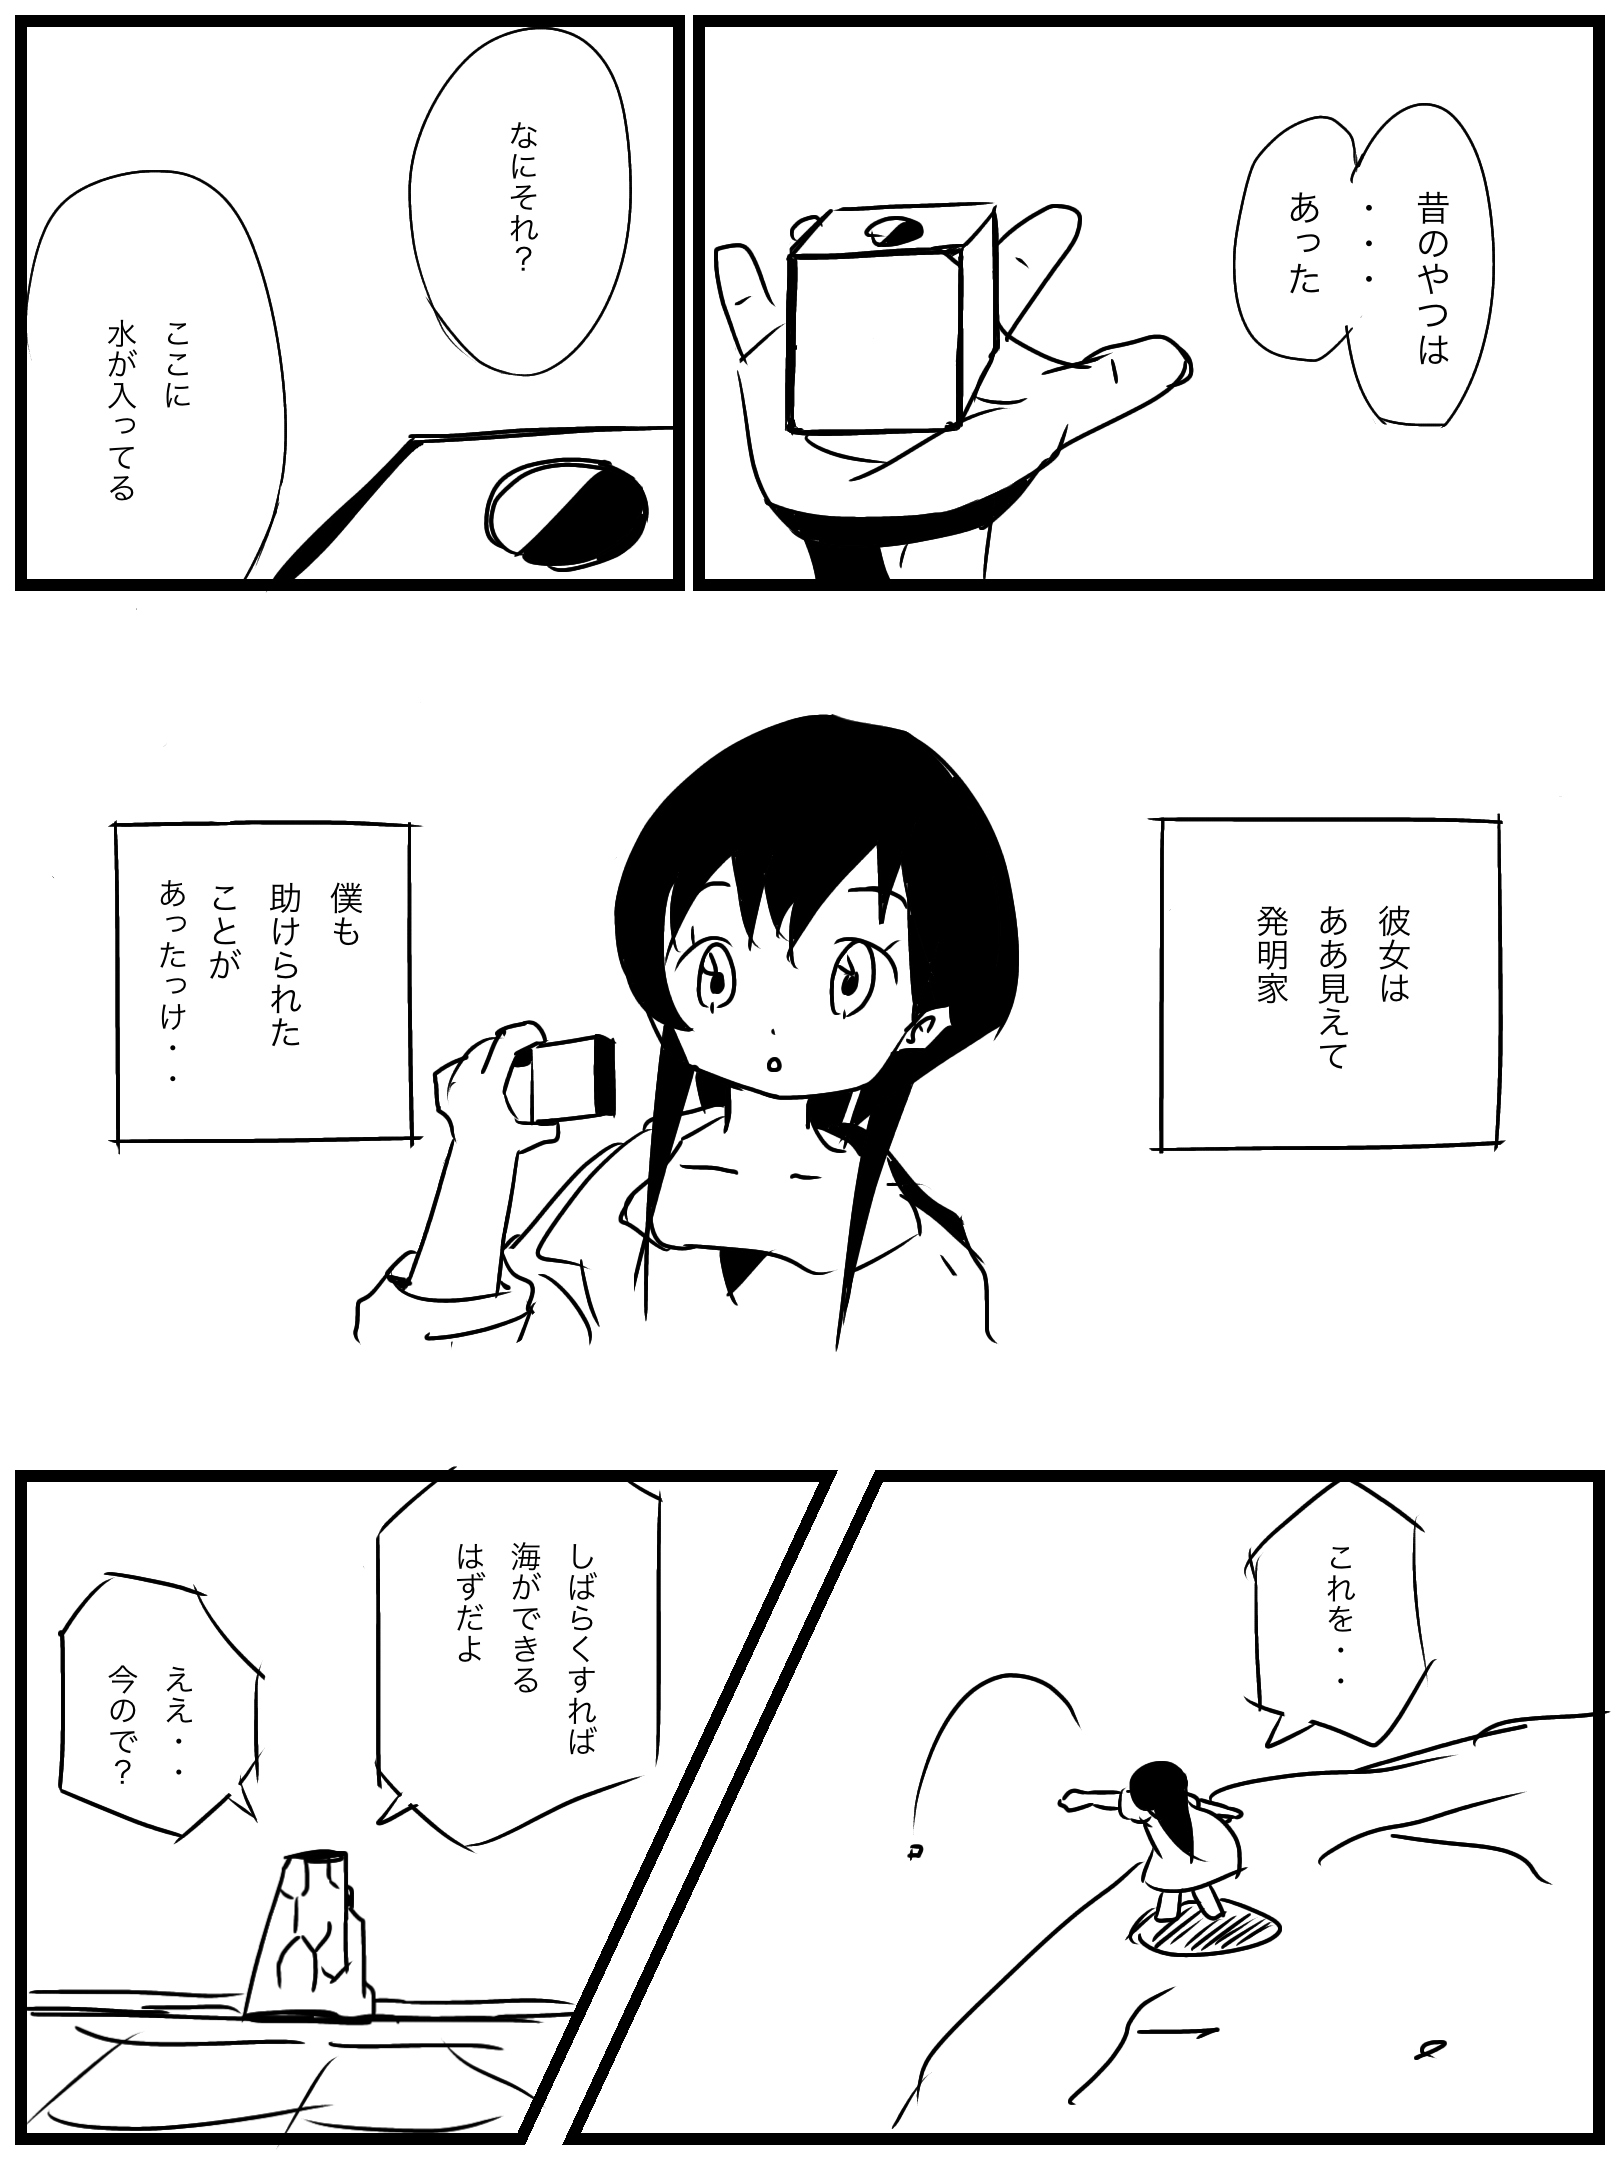 昔のやつは
・・・
あった
なにそれ？
ここに
水が入ってる
彼女は
ああ見えて
発明家
僕も
助けられた
ことが
あったっけ・・
これを・・
しばらくすれば
海ができる
はずだよ
ええ・・
今ので？